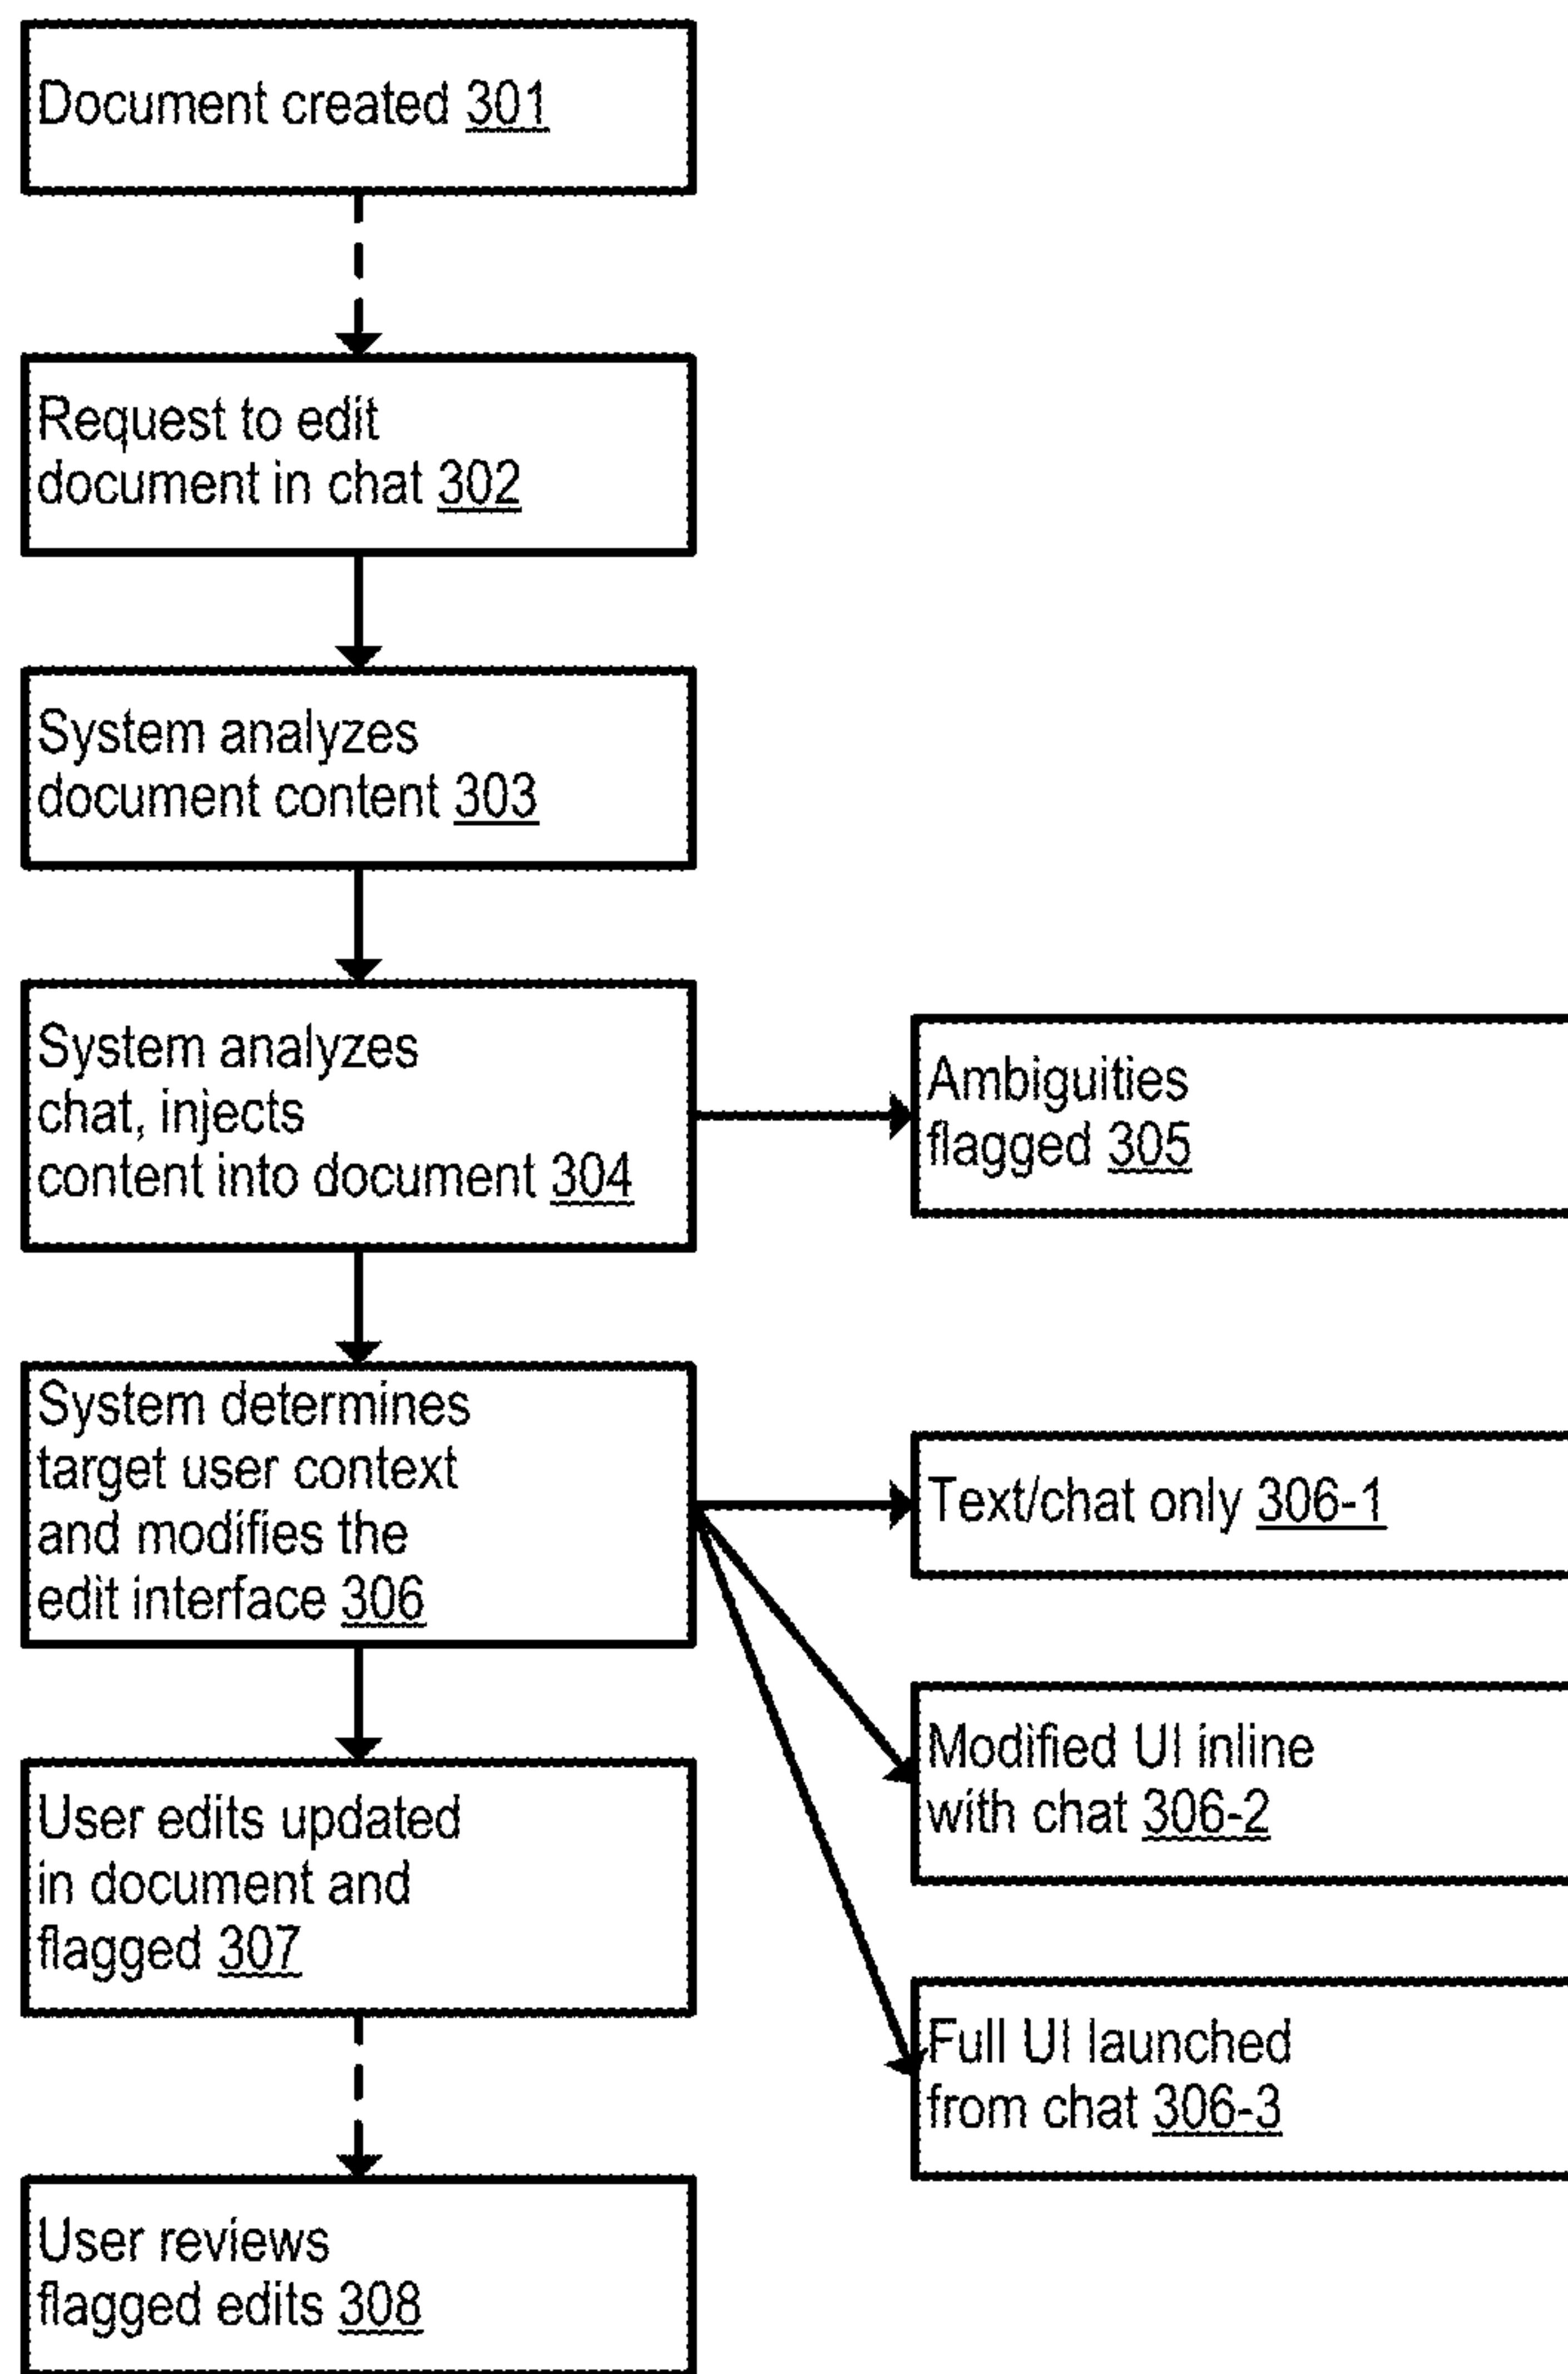 Document created 301
Request to edit
document in chat 302
System analyzes
document content 303
System analyzes
chat, injects
content into document 304
Ambiguities
flagged 305
System determines
target user context
and modifies the
edit interface 306
Text/chat only 306-1
Modified UI inline
with chat 306-2
Full UI launched
from chat 306-3
User edits updated
in document and
flagged 307
User reviews
flagged edits 308